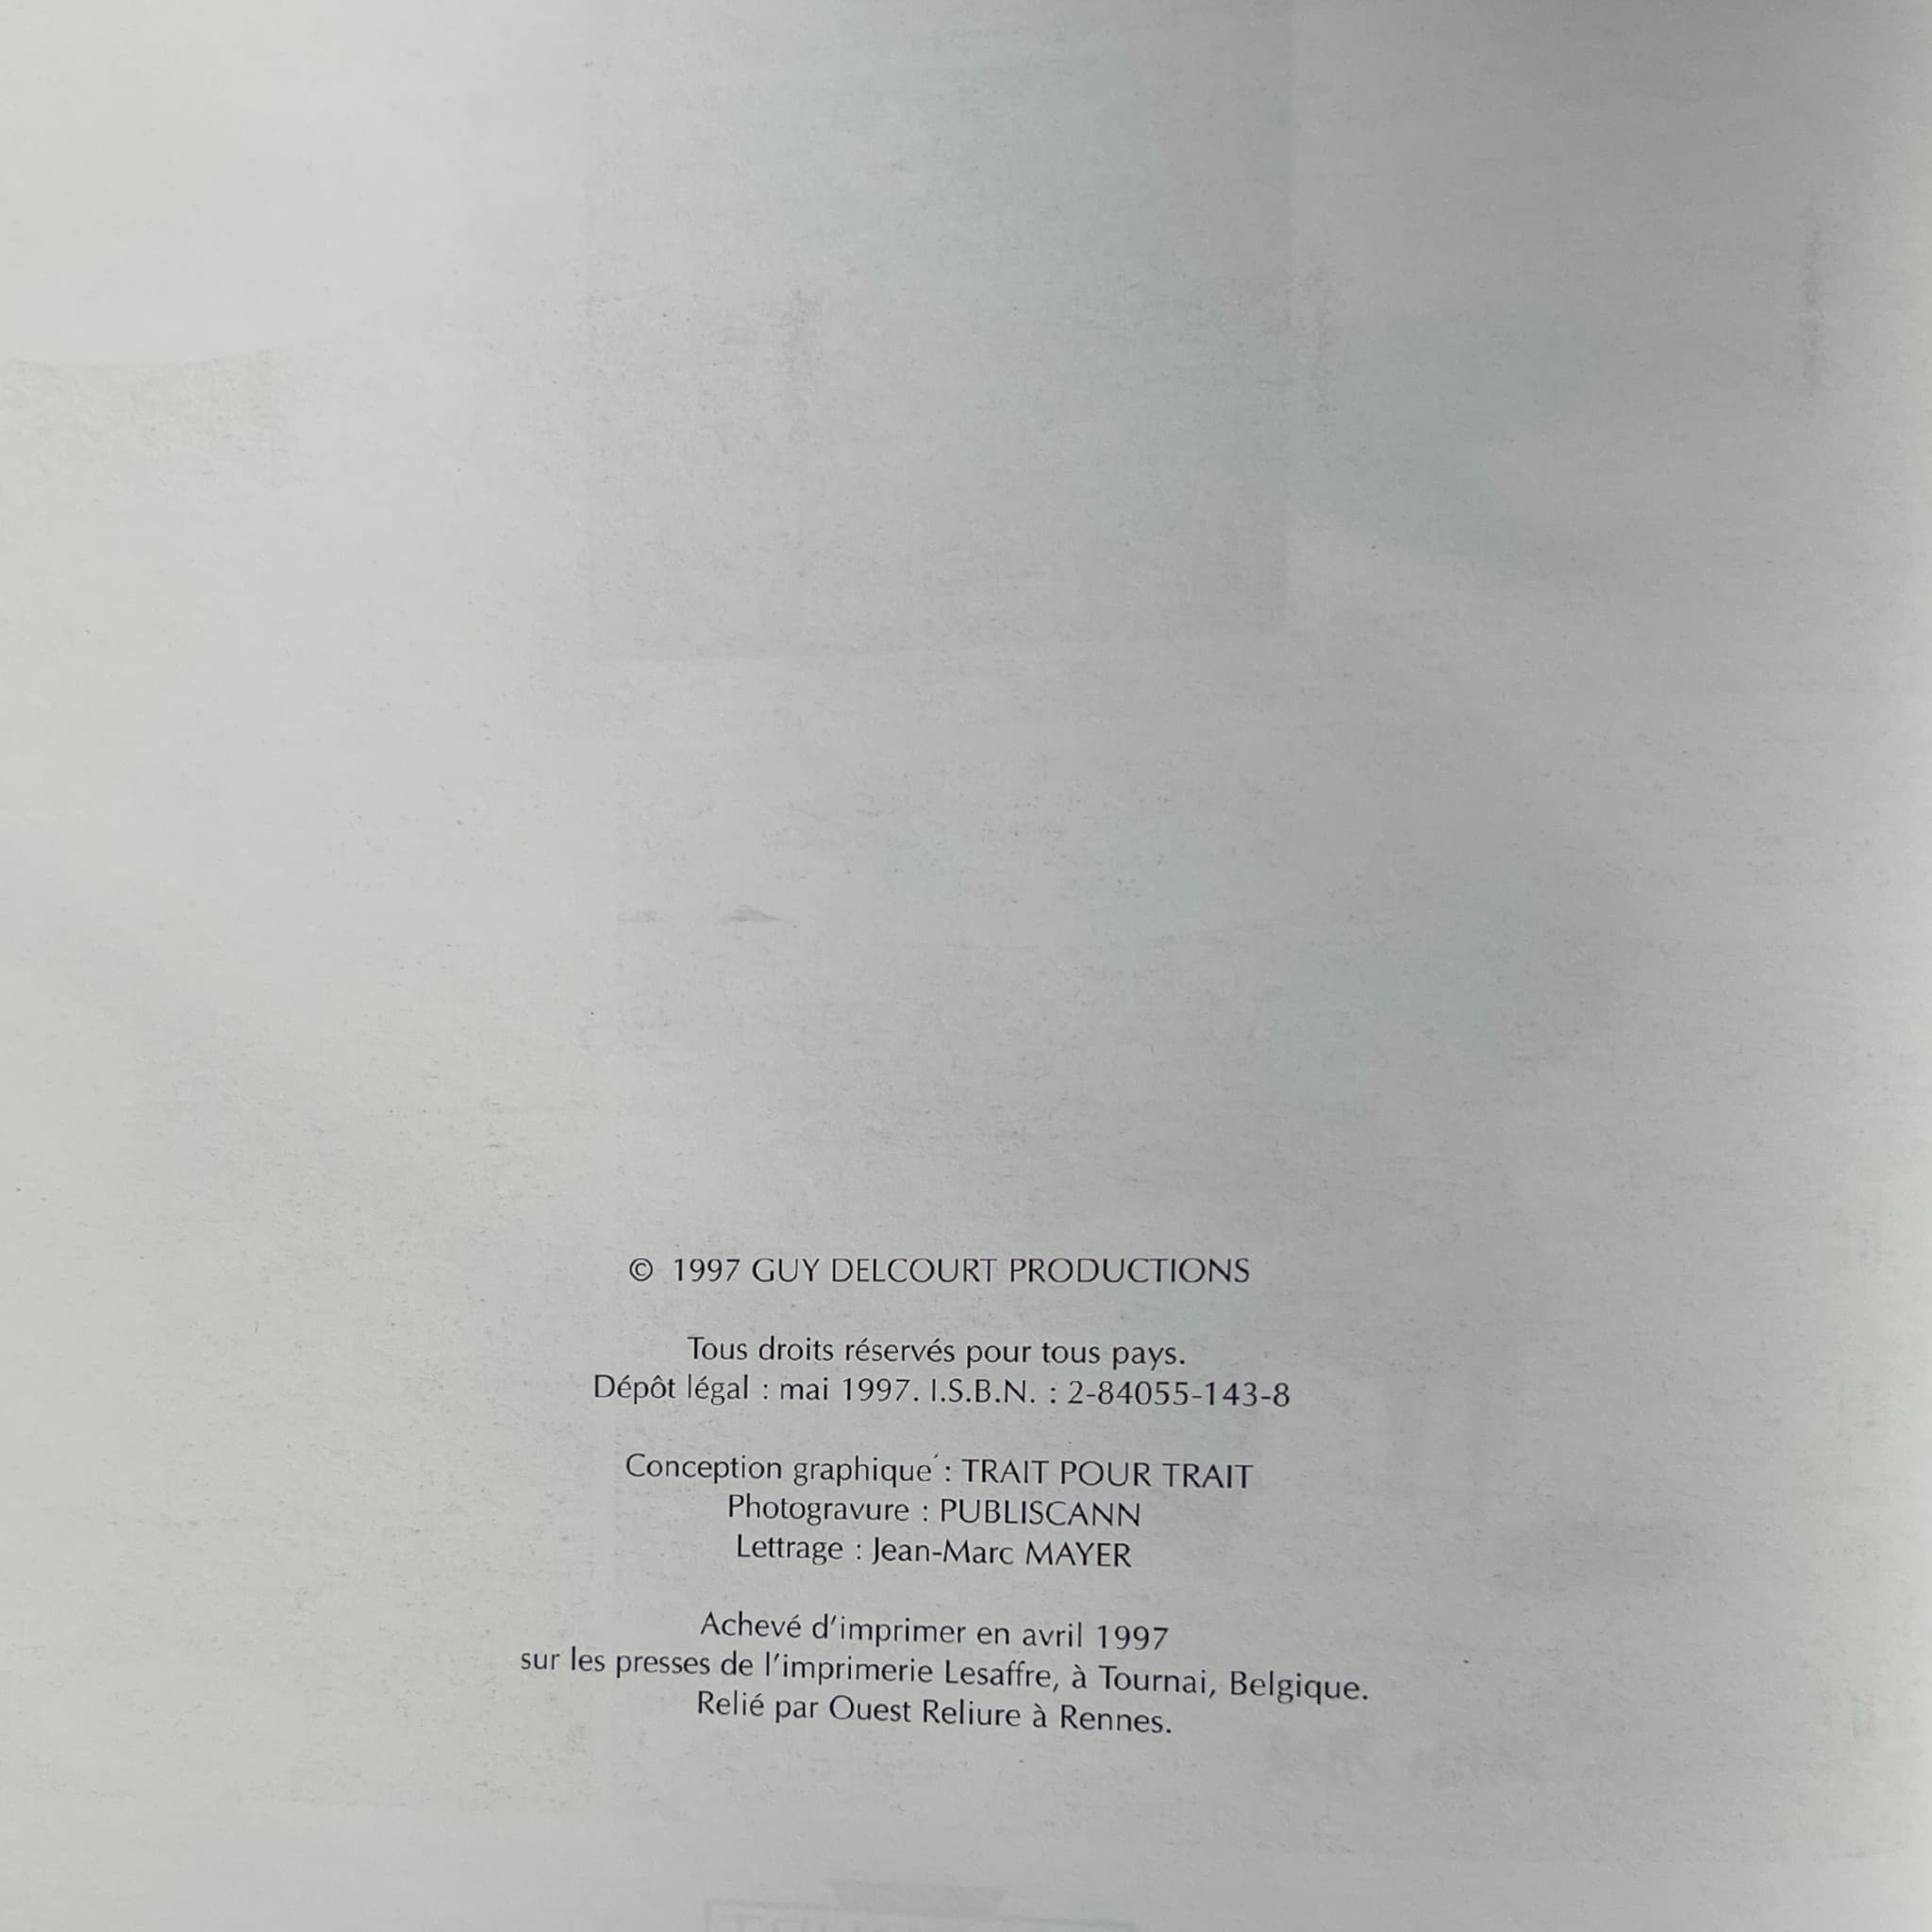 © 1997 GUY DELCOURT PRODUCTIONS
Tous droits réservés pour tous pays.
Dépôt légal : mai 1997. I.S.B.N. : 2-84055-143-8
Conception graphique : TRAIT POUR TRAIT
Photogravure : PUBLISCANN
Lettrage : Jean-Marc MAYER
Achevé d'imprimer en avril 1997
sur les presses de l'imprimerie Lesaffre, à Tournai, Belgique.
Relié par Ouest Reliure à Rennes.